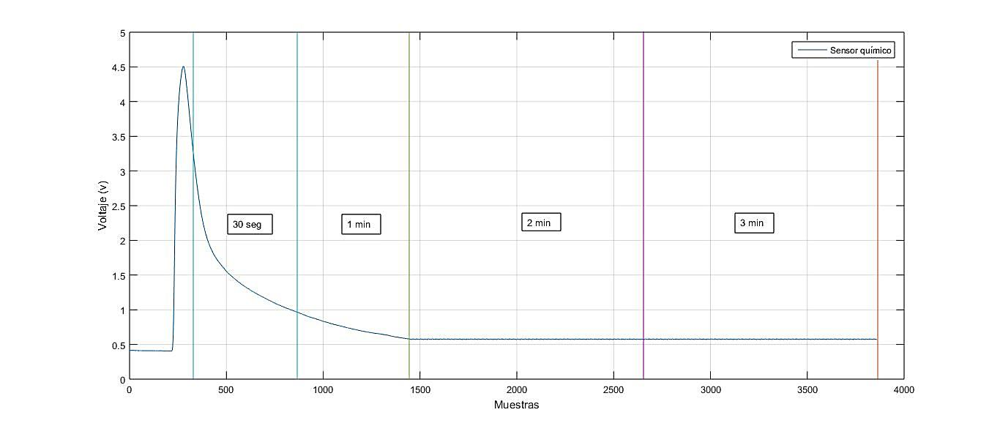 5
4.5
4
3.5
3
2.5
2
1.5
1
0.5
0
Voltaje (v)
Sensor químico
30 seg
1 min
2 min
3 min
0 500 1000 1500 2000 2500 3000 3500 4000
Muestras